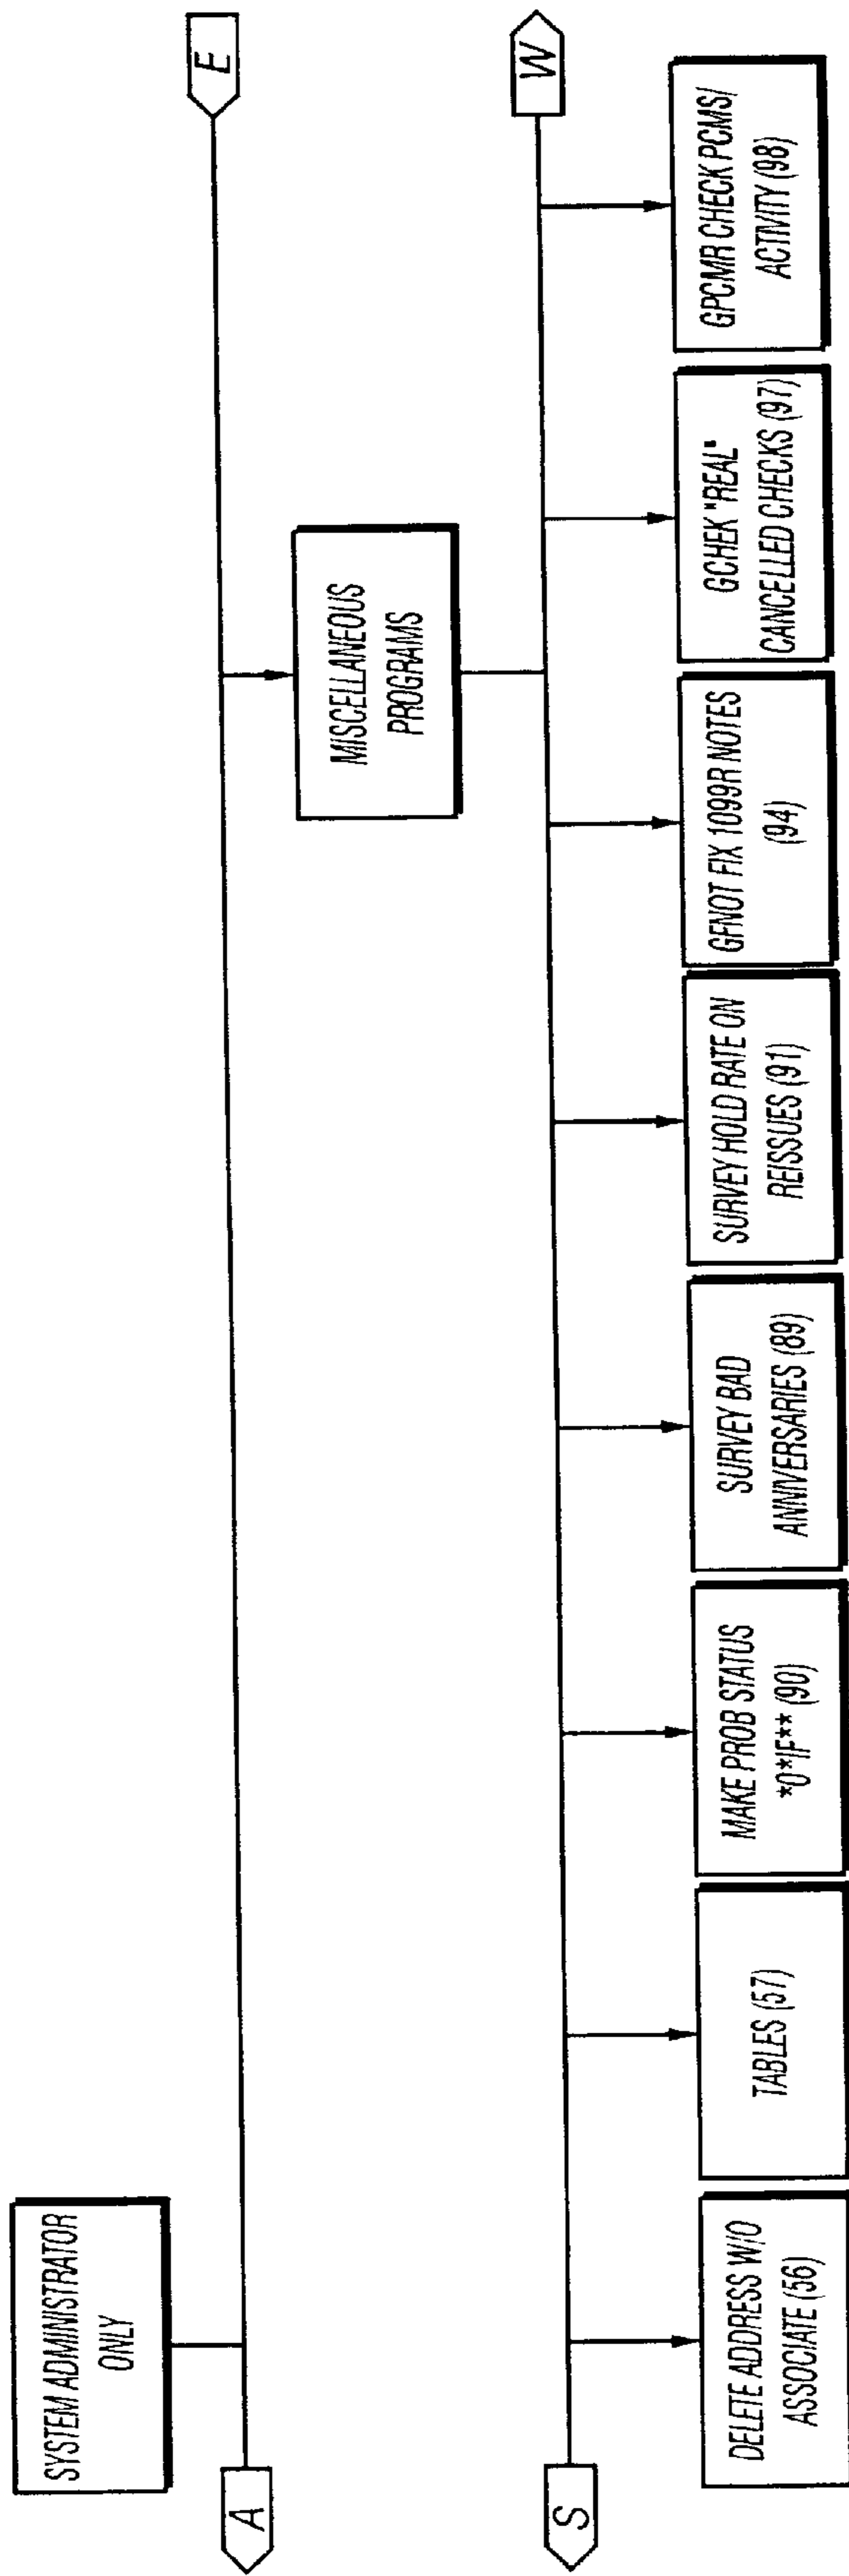 SYSTEM ADMINISTRATOR
ONLY
A
E
MISCELLANEOUS
PROGRAMS
S
W
DELETE ADDRESS W/O
ASSOCIATE (56)
TABLES (57)
MAKE PROB STATUS
*0*IF** (90)
SURVEY BAD
ANNIVERSARIES (89)
SURVEY HOLD RATE ON
REISSUES (91)
GFNOT FIX 1099R NOTES
(94)
GCHEK "REAL"
CANCELLED CHECKS (97)
GPCMR CHECK PCMS/
ACTIVITY (98)